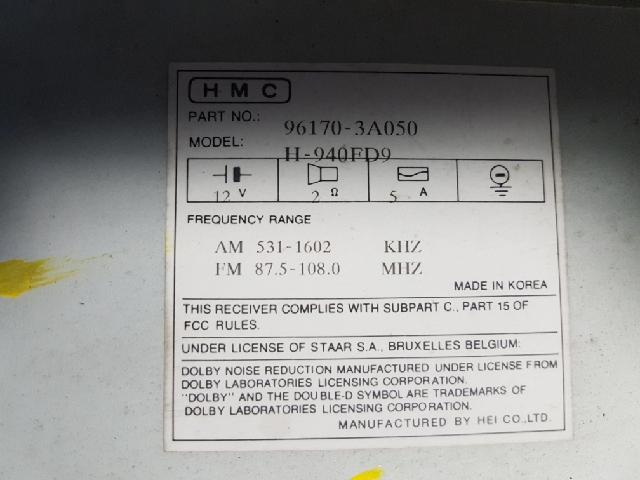 HMC
PART NO.: 96170-3A050
MODEL: H-940FD9
12 V 2 Ω 5 A
FREQUENCY RANGE
AM 531-1602 KHZ
FM 87.5-108.0 MHZ
MADE IN KOREA
THIS RECEIVER COMPLIES WITH SUBPART C., PART 15 OF
FCC RULES.
UNDER LICENSE OF STAAR S.A., BRUXELLES BELGIUM:
DOLBY NOISE REDUCTION MANUFACTURED UNDER LICENSE FROM
DOLBY LABORATORIES LICENSING CORPORATION.
"DOLBY" AND THE DOUBLE-D SYMBOL ARE TRADEMARKS OF
DOLBY LABORATORIES LICENSING CORPORATION.
MANUFACTURED BY HEI CO.,LTD.